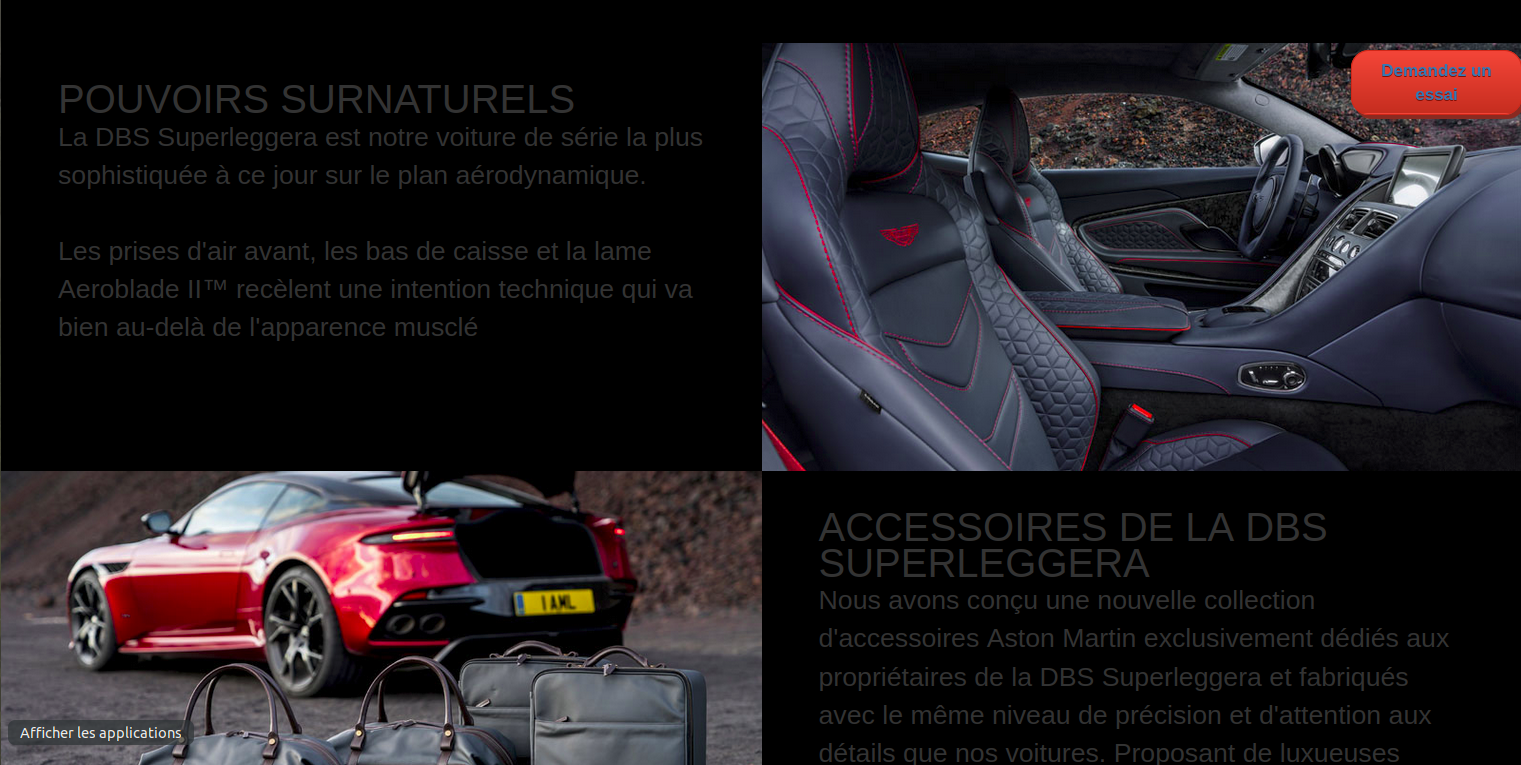 POUVOIRS SURNATURELS
La DBS Superleggera est notre voiture de série la plus
sophistiquée à ce jour sur le plan aérodynamique.
Les prises d'air avant, les bas de caisse et la lame
Aeroblade II™ recèlent une intention technique qui va
bien au-delà de l'apparence musclé
Demandez un
essai
1 AML
ACCESSOIRES DE LA DBS
SUPERLEGGERA
Nous avons conçu une nouvelle collection
d'accessoires Aston Martin exclusivement dédiés aux
propriétaires de la DBS Superleggera et fabriqués
avec le même niveau de précision et d'attention aux
détails que nos voitures. Proposant de luxueuses
Afficher les applications